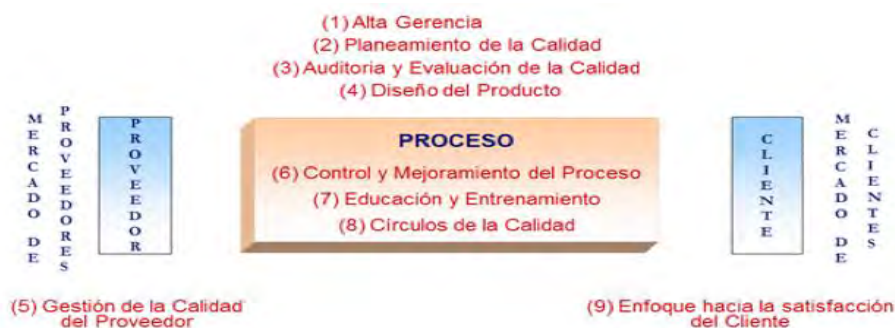 (1) Alta Gerencia
(2) Planeamiento de la Calidad
(3) Auditoria y Evaluación de la Calidad
(4) Diseño del Producto
MERCADO DE
PROVEEDORES
PROVEEDOR
PROCESO
(6) Control y Mejoramiento del Proceso
(7) Educación y Entrenamiento
(8) Círculos de la Calidad
CLIENTE
MERCADO DE
CLIENTES
(5) Gestión de la Calidad
del Proveedor
(9) Enfoque hacia la satisfacción
del Cliente